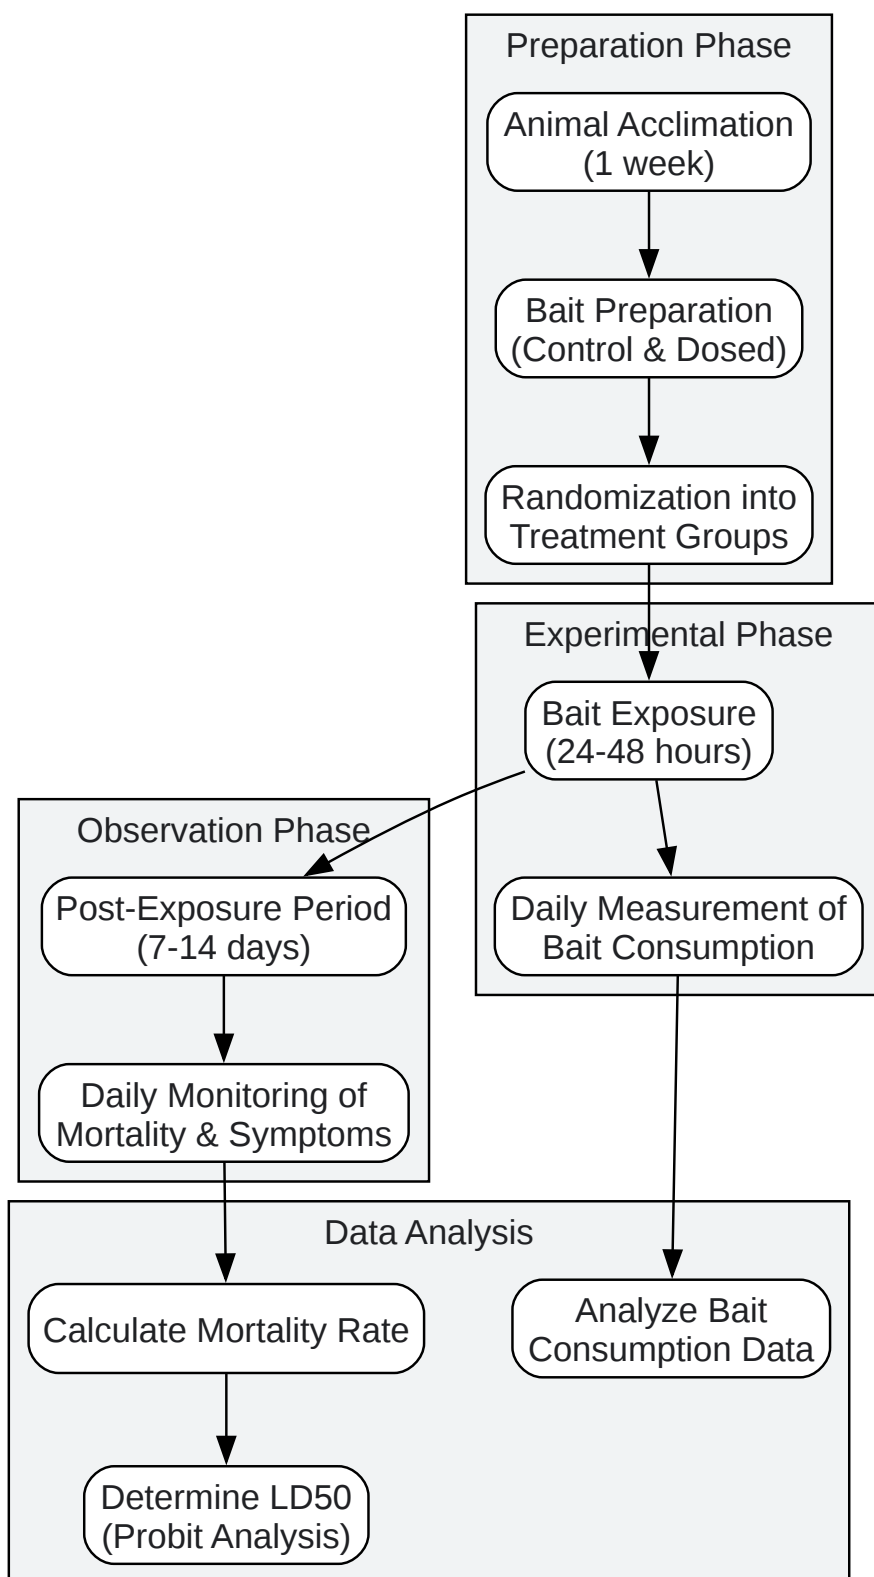 Preparation Phase
Animal Acclimation
(1 week)
Bait Preparation
(Control & Dosed)
Randomization into
Treatment Groups
Experimental Phase
Bait Exposure
(24-48 hours)
Observation Phase
Post-Exposure Period
(7-14 days)
Daily Measurement of
Bait Consumption
Daily Monitoring of
Mortality & Symptoms
Data Analysis
Calculate Mortality Rate
Analyze Bait
Consumption Data
Determine LD50
(Probit Analysis)